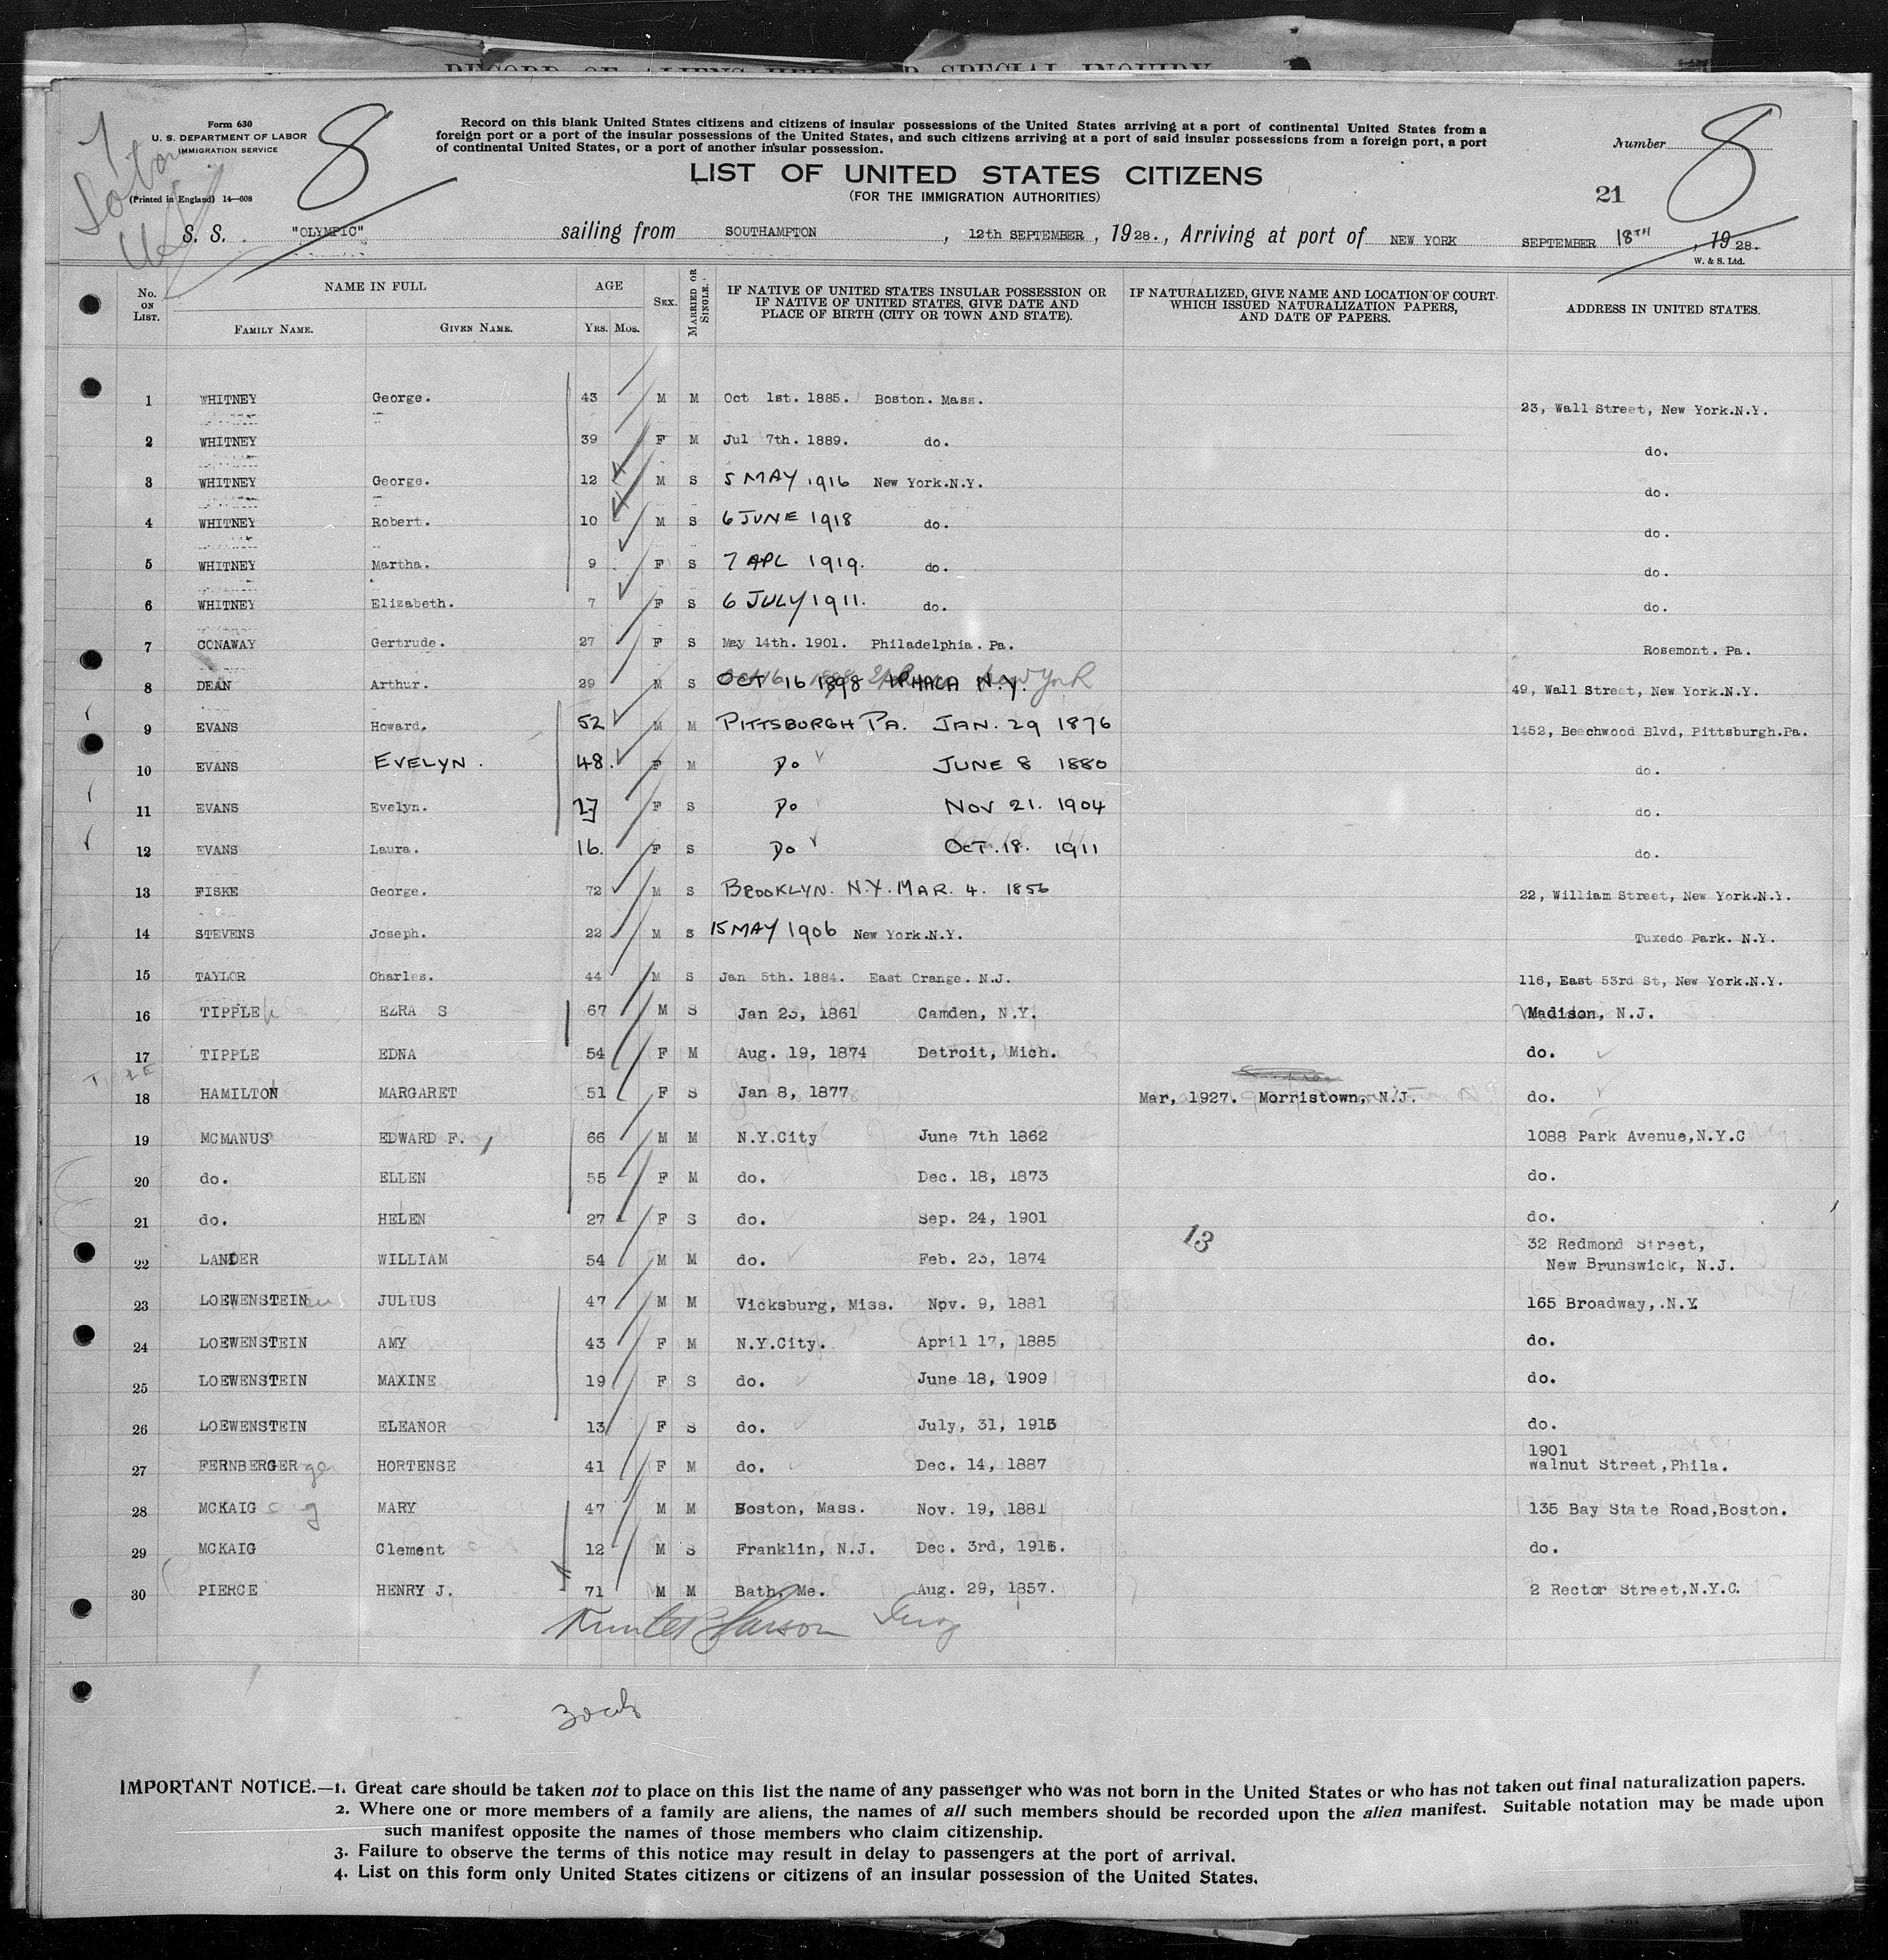 RECORD OF ALIENS HELD FOR SPECIAL INQUIRY
Form 630
U. S. DEPARTMENT OF LABOR
IMMIGRATION SERVICE
(Printed in England) 14—608
8
Record on this blank United States citizens and citizens of insular possessions of the United States arriving at a port of continental United States from a
foreign port or a port of the insular possessions of the United States, and such citizens arriving at a port of said insular possessions from a foreign port, a port
of continental United States, or a port of another insular possession.
Number 8
LIST OF UNITED STATES CITIZENS
(FOR THE IMMIGRATION AUTHORITIES)
21
S. S. "OLYMPIC" sailing from SOUTHAMPTON, 12th SEPTEMBER, 1928., Arriving at port of NEW YORK SEPTEMBER 18TH, 1928.
W. & S. Ltd.
No. ON LIST. NAME IN FULL FAMILY NAME. GIVEN NAME. AGE YRS. MOS. SEX. MARRIED OR SINGLE. IF NATIVE OF UNITED STATES INSULAR POSSESSION OR IF NATIVE OF UNITED STATES, GIVE DATE AND PLACE OF BIRTH (CITY OR TOWN AND STATE). IF NATURALIZED, GIVE NAME AND LOCATION OF COURT WHICH ISSUED NATURALIZATION PAPERS, AND DATE OF PAPERS. ADDRESS IN UNITED STATES.
1 WHITNEY George. 43 M M Oct 1st. 1885. Boston. Mass. 23, Wall Street, New York.N.Y.
2 WHITNEY 39 F M Jul 7th. 1889. do. do.
3 WHITNEY George. 12 M S 5 MAY 1916 New York.N.Y. do.
4 WHITNEY Robert. 10 M S 6 JUNE 1918 do. do.
5 WHITNEY Martha. 9 F S 7 APL 1919. do. do.
6 WHITNEY Elizabeth. 7 F S 6 JULY 1911. do. do.
7 CONAWAY Gertrude. 27 F S May 14th. 1901. Philadelphia. Pa. Rosemont. Pa.
8 DEAN Arthur. 29 M S OCT 16 1898 ITHACA N.Y. 49, Wall Street, New York.N.Y.
9 EVANS Howard. 52 M M PITTSBURGH PA. JAN. 29 1876 1452, Beechwood Blvd, Pittsburgh.Pa.
10 EVANS EVELYN. 48. F M Do JUNE 8 1880 do.
11 EVANS Evelyn. 27 F S Do NOV 21. 1904 do.
12 EVANS Laura. 16. F S Do OCT. 18. 1911 do.
13 FISKE George. 72 M S BROOKLYN. N.Y. MAR. 4. 1856 22, William Street, New York.N.Y.
14 STEVENS Joseph. 22 M S 15 MAY 1906 New York.N.Y. Tuxedo Park. N.Y.
15 TAYLOR Charles. 44 M S Jan 5th. 1884. East Orange. N.J. 116, East 53rd St, New York.N.Y.
16 TIPPLE EZRA S 67 M S Jan 23, 1861 Camden, N.Y. Madison, N.J.
17 TIPPLE EDNA 54 F M Aug. 19, 1874 Detroit, Mich. do.
18 HAMILTON MARGARET 51 F S Jan 8, 1877 Mar, 1927. Morristown, N.J. do.
19 MCMANUS EDWARD F. 66 M M N.Y.City June 7th 1862 1088 Park Avenue,N.Y.C
20 do. ELLEN 55 F M do. Dec. 18, 1873 do.
21 do. HELEN 27 F S do. Sep. 24, 1901 do.
13
22 LANDER WILLIAM 54 M M do. Feb. 23, 1874 32 Redmond Street,
New Brunswick, N.J.
23 LOEWENSTEIN JULIUS 47 M M Vicksburg, Miss. Nov. 9, 1881 165 Broadway,.N.Y.
24 LOEWENSTEIN AMY 43 F M N.Y.City. April 17, 1885 do.
25 LOEWENSTEIN MAXINE 19 F S do. June 18, 1909 do.
26 LOEWENSTEIN ELEANOR 13 F S do. July, 31, 1915 do.
27 FERNBERGER HORTENSE 41 F M do. Dec. 14, 1887 1901
walnut Street,Phila.
28 MCKAIG MARY 47 M M Boston, Mass. Nov. 19, 1881 135 Bay State Road,Boston.
29 MCKAIG Clement 12 M S Franklin, N.J. Dec. 3rd, 1916. do.
30 PIERCE HENRY J. 71 M M Bath, Me. Aug. 29, 1857. 2 Rector Street,N.Y.C.
IMPORTANT NOTICE.—1. Great care should be taken not to place on this list the name of any passenger who was not born in the United States or who has not taken out final naturalization papers.
2. Where one or more members of a family are aliens, the names of all such members should be recorded upon the alien manifest. Suitable notation may be made upon
such manifest opposite the names of those members who claim citizenship.
3. Failure to observe the terms of this notice may result in delay to passengers at the port of arrival.
4. List on this form only United States citizens or citizens of an insular possession of the United States.